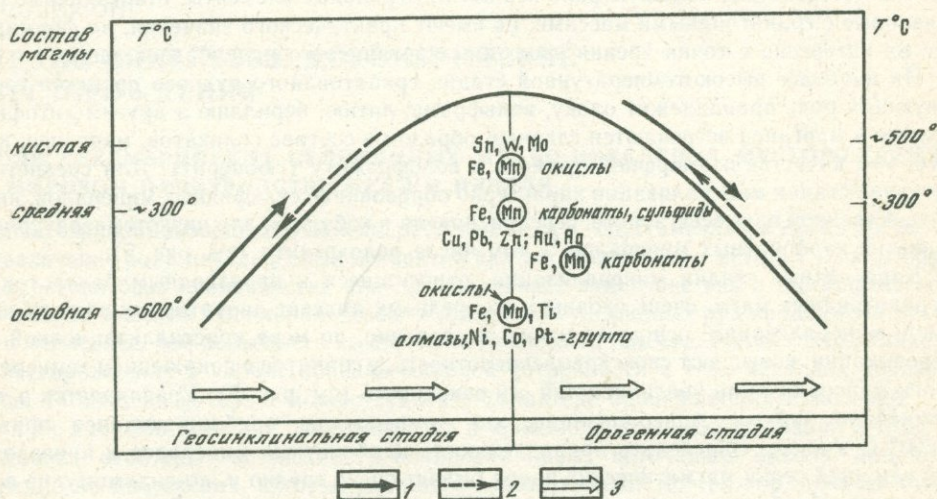 Состав магмы
T°C
T°C
кислая
Sn, W, Mo
~500°
Fe, Mn окислы
средняя
~300°
~300°
Fe, Mn карбонаты, сульфиды
Cu, Pb, Zn; Au, Ag
Fe, Mn карбонаты
окислы
основная
->600°
Fe, Mn, Ti
алмазы, Ni, Co, Pt-группа
Геосинклинальная стадия
Орогенная стадия
1
2
3